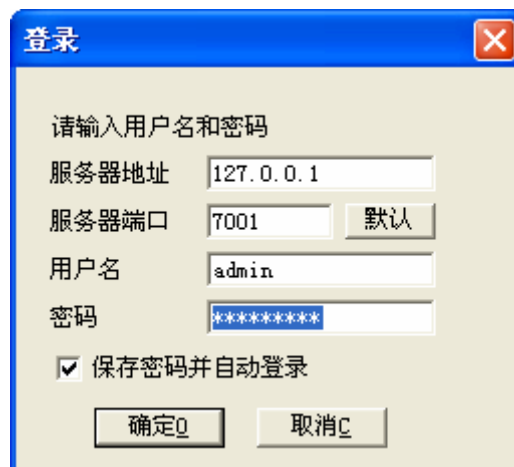 登录
请输入用户名和密码
服务器地址 127.0.0.1
服务器端口 7001 默认
用户名 admin
密码 *********
保存密码并自动登录
确定O 取消C